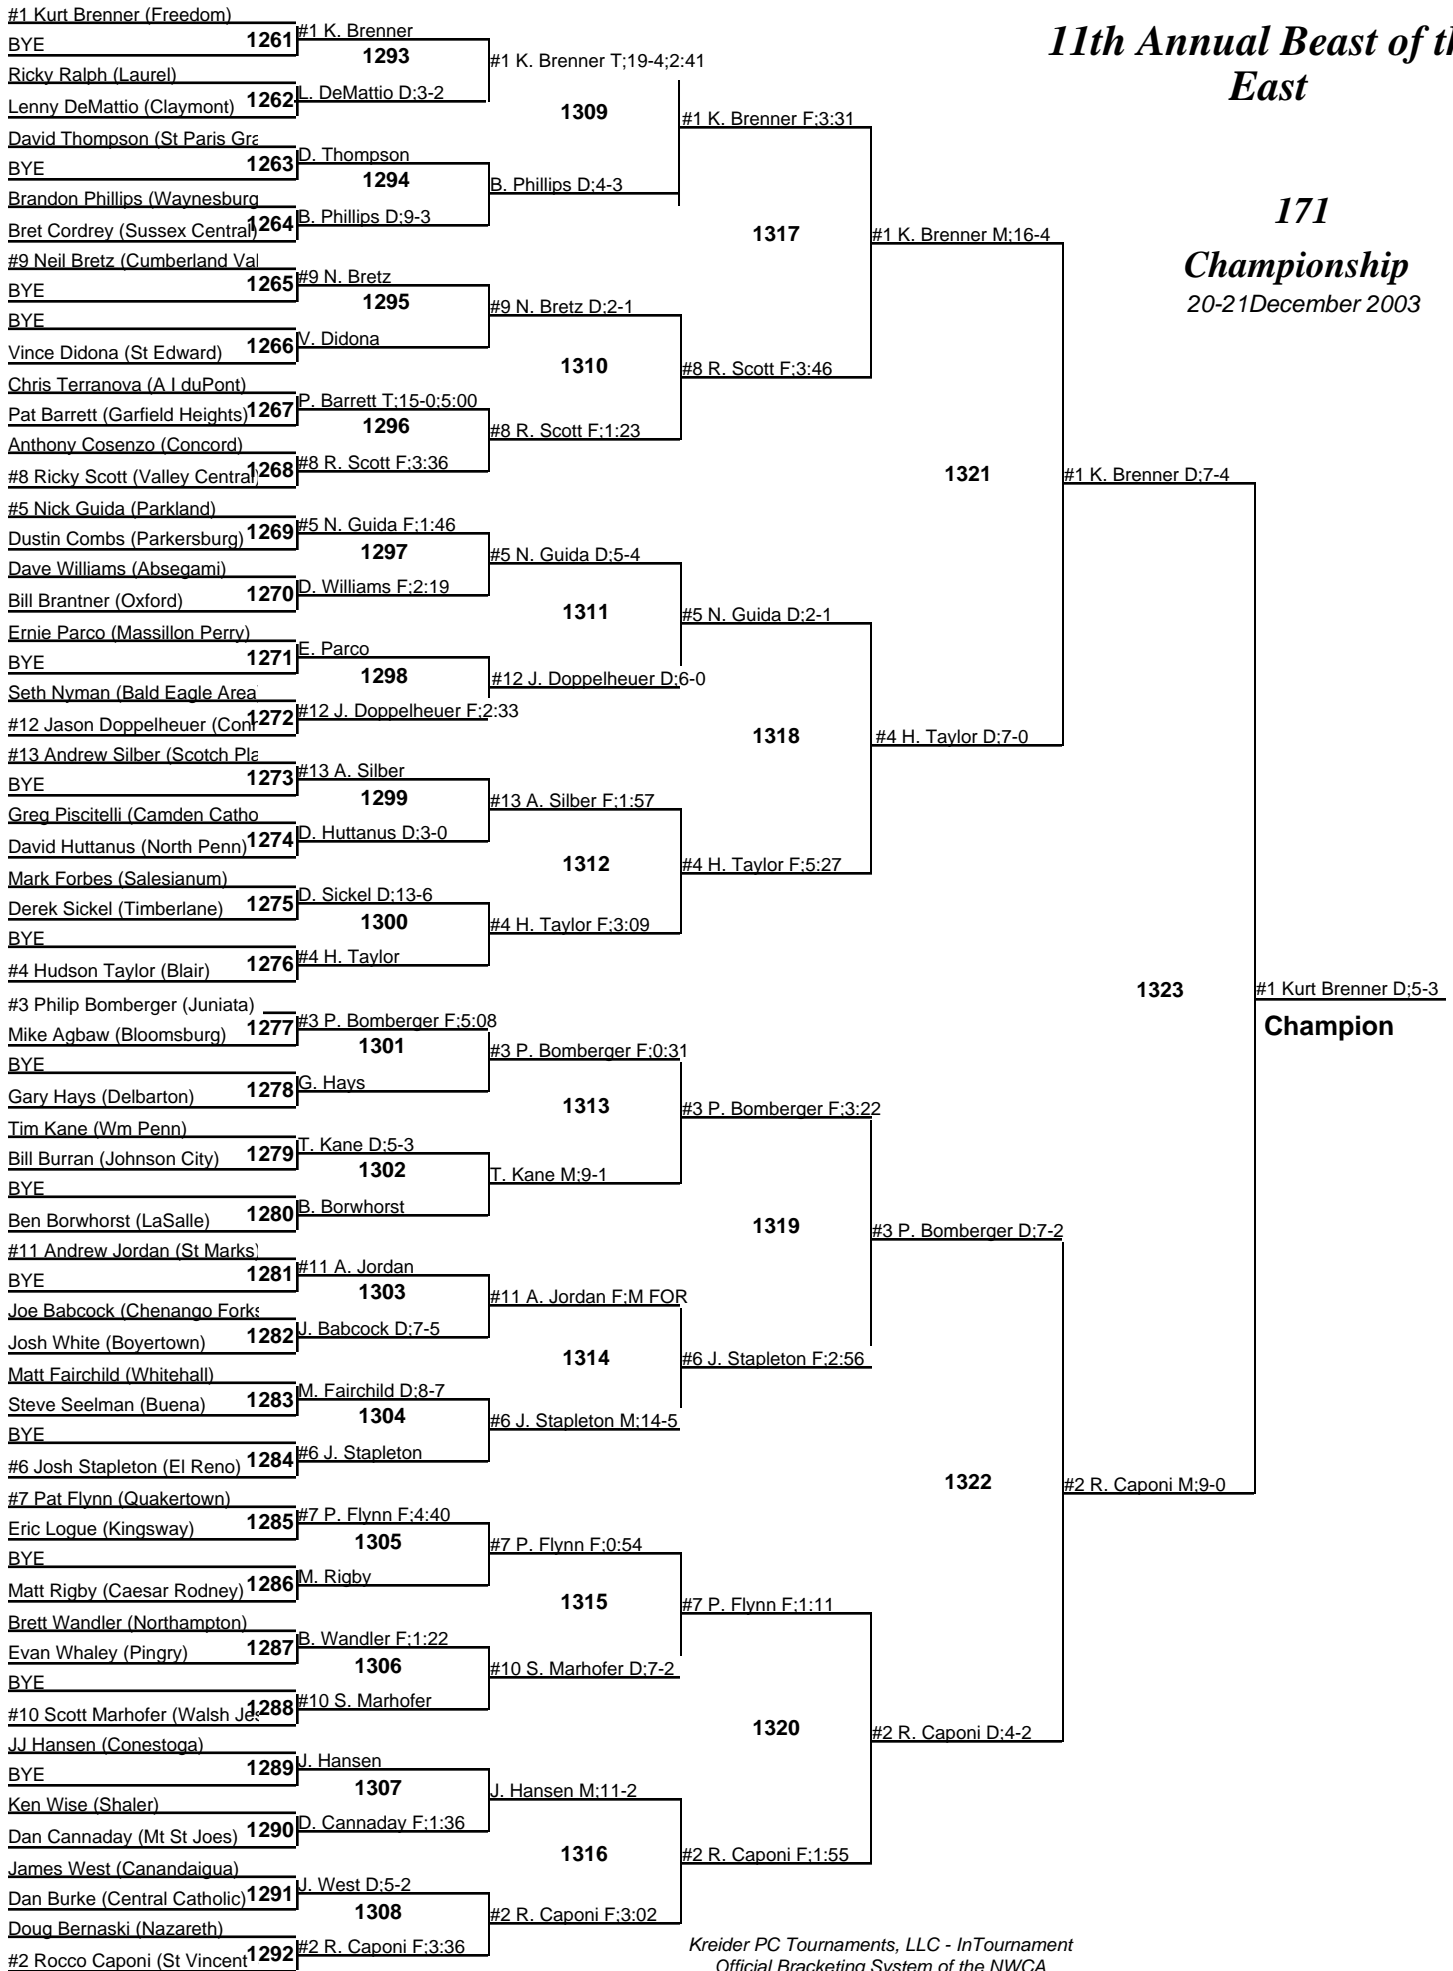 11th Annual Beast of th
East
171
Championship
20-21December 2003
#1 Kurt Brenner (Freedom)
BYE
1261
Ricky Ralph (Laurel)
Lenny DeMattio (Claymont)
1262
David Thompson (St Paris Gra
BYE
1263
Brandon Phillips (Waynesburg
Bret Cordrey (Sussex Central)
1264
#9 Neil Bretz (Cumberland Val
BYE
1265
BYE
Vince Didona (St Edward)
1266
Chris Terranova (A I duPont)
Pat Barrett (Garfield Heights)
1267
Anthony Cosenzo (Concord)
#8 Ricky Scott (Valley Central)
1268
#5 Nick Guida (Parkland)
Dustin Combs (Parkersburg)
1269
Dave Williams (Absegami)
Bill Brantner (Oxford)
1270
Ernie Parco (Massillon Perry)
BYE
1271
Seth Nyman (Bald Eagle Area
#12 Jason Doppelheuer (Con
1272
#13 Andrew Silber (Scotch Pla
BYE
1273
Greg Piscitelli (Camden Catho
David Huttanus (North Penn)
1274
Mark Forbes (Salesianum)
Derek Sickel (Timberlane)
1275
BYE
#4 Hudson Taylor (Blair)
1276
#3 Philip Bomberger (Juniata)
Mike Agbaw (Bloomsburg)
1277
BYE
Gary Hays (Delbarton)
1278
Tim Kane (Wm Penn)
Bill Burran (Johnson City)
1279
BYE
Ben Borwhorst (LaSalle)
1280
#11 Andrew Jordan (St Marks)
BYE
1281
Joe Babcock (Chenango Forks
Josh White (Boyertown)
1282
Matt Fairchild (Whitehall)
Steve Seelman (Buena)
1283
BYE
#6 Josh Stapleton (El Reno)
1284
#7 Pat Flynn (Quakertown)
Eric Logue (Kingsway)
1285
BYE
Matt Rigby (Caesar Rodney)
1286
Brett Wandler (Northampton)
Evan Whaley (Pingry)
1287
BYE
#10 Scott Marhofer (Walsh Jes
1288
JJ Hansen (Conestoga)
BYE
1289
Ken Wise (Shaler)
Dan Cannaday (Mt St Joes)
1290
James West (Canandaigua)
Dan Burke (Central Catholic)
1291
Doug Bernaski (Nazareth)
#2 Rocco Caponi (St Vincent
1292
#1 K. Brenner
1293
L. DeMattio D;3-2
D. Thompson
1294
B. Phillips D;9-3
#9 N. Bretz
1295
V. Didona
P. Barrett T;15-0;5:00
1296
#8 R. Scott F;3:36
#5 N. Guida F;1:46
1297
D. Williams F;2:19
E. Parco
1298
#12 J. Doppelheuer F;2:33
#13 A. Silber
1299
D. Huttanus D;3-0
D. Sickel D;13-6
1300
#4 H. Taylor
#3 P. Bomberger F;5:08
1301
G. Hays
T. Kane D;5-3
1302
B. Borwhorst
#11 A. Jordan
1303
J. Babcock D;7-5
M. Fairchild D;8-7
1304
#6 J. Stapleton
#7 P. Flynn F;4:40
1305
M. Rigby
B. Wandler F;1:22
1306
#10 S. Marhofer
J. Hansen
1307
D. Cannaday F;1:36
J. West D;5-2
1308
#2 R. Caponi F;3:36
#1 K. Brenner T;19-4;2:41
1309
B. Phillips D;4-3
#9 N. Bretz D;2-1
1310
#8 R. Scott F;1:23
#5 N. Guida D;5-4
1311
#12 J. Doppelheuer D;6-0
#13 A. Silber F;1:57
1312
#4 H. Taylor F;3:09
#3 P. Bomberger F;0:31
1313
T. Kane M;9-1
#11 A. Jordan F;M FOR
1314
#6 J. Stapleton M;14-5
#7 P. Flynn F;0:54
1315
#10 S. Marhofer D;7-2
J. Hansen M;11-2
1316
#2 R. Caponi F;3:02
#1 K. Brenner F;3:31
1317
#8 R. Scott F;3:46
#5 N. Guida D;2-1
1318
#4 H. Taylor F;5:27
#3 P. Bomberger F;3:22
1319
#6 J. Stapleton F;2:56
#7 P. Flynn F;1:11
1320
#2 R. Caponi F;1:55
#1 K. Brenner M;16-4
1321
#4 H. Taylor D;7-0
#3 P. Bomberger D;7-2
1322
#2 R. Caponi D;4-2
#1 K. Brenner D;7-4
1323
#2 R. Caponi M;9-0
#1 Kurt Brenner D;5-3
Champion
Kreider PC Tournaments, LLC - InTournament
Official Bracketing System of the NWCA